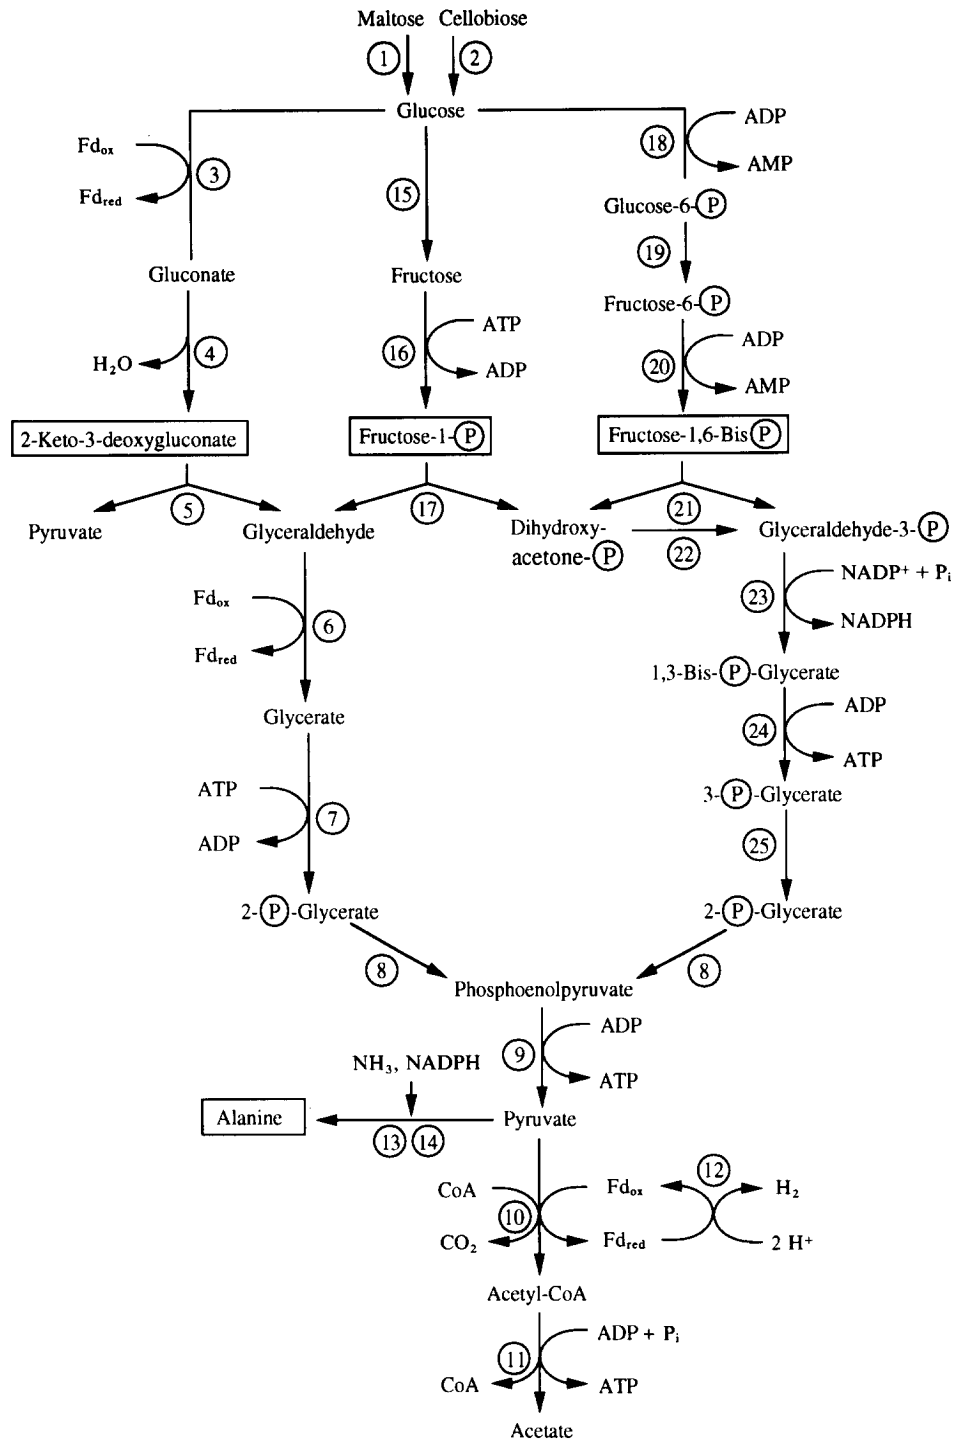 Maltose Cellobiose
1 2
Glucose
Fd_ox
3
Fd_red
15
18
ADP
AMP
Glucose-6-P
19
Gluconate
Fructose
Fructose-6-P
H₂O
4
16
ATP
ADP
20
ADP
AMP
2-Keto-3-deoxygluconate
Fructose-1-P
Fructose-1,6-Bis P
5
17
21
Pyruvate
Glyceraldehyde
Dihydroxy-
acetone-P
22
Glyceraldehyde-3-P
Fd_ox
6
Fd_red
23
NADP⁺ + P_i
NADPH
Glycerate
1,3-Bis-P-Glycerate
24
ADP
ATP
ATP
7
ADP
3-P-Glycerate
25
2-P-Glycerate
2-P-Glycerate
8
8
Phosphoenolpyruvate
9
ADP
ATP
NH₃, NADPH
Alanine
13 14
Pyruvate
CoA
10
CO₂
Fd_ox
Fd_red
12
H₂
2 H⁺
Acetyl-CoA
11
ADP + P_i
CoA
ATP
Acetate